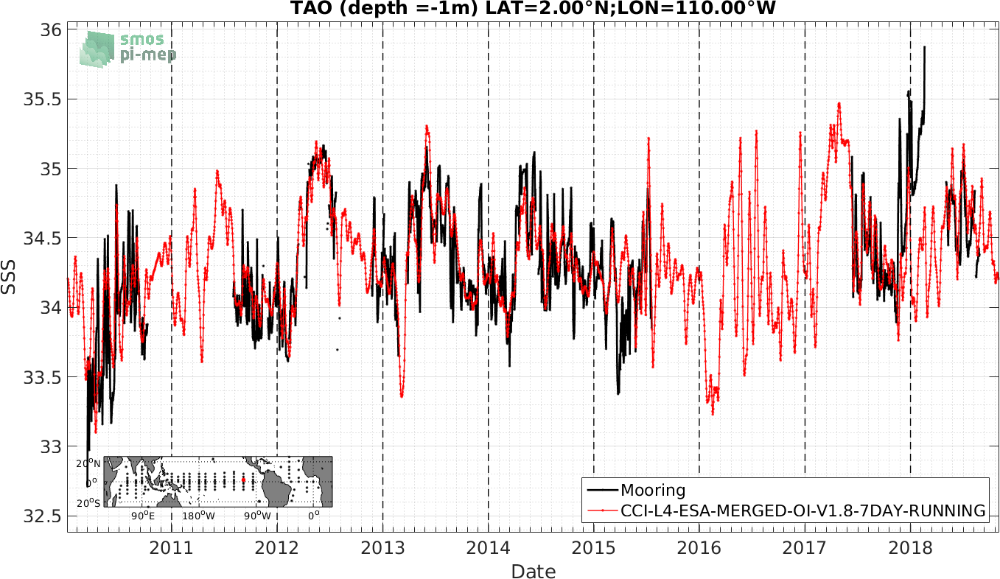 TAO (depth =-1m) LAT=2.00°N;LON=110.00°W
smos
pi-mep
SSS
36
35.5
35
34.5
34
33.5
33
32.5
20°N
0°
20°S
90°E
180°W
90°W
0°
Mooring
CCI-L4-ESA-MERGED-OI-V1.8-7DAY-RUNNING
2011
2012
2013
2014
2015
2016
2017
2018
Date